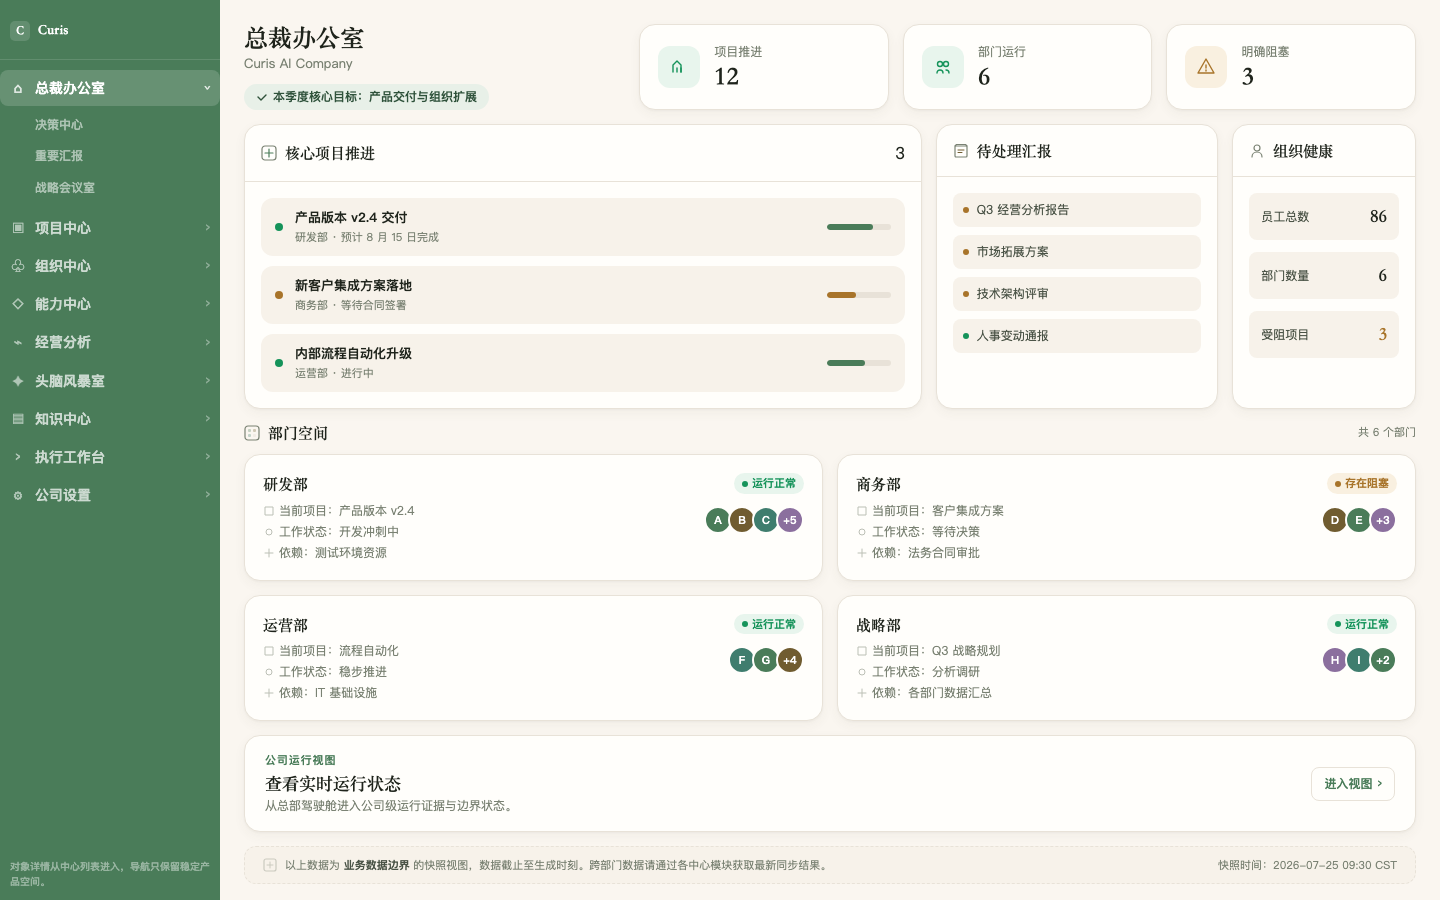 C Curis
总裁办公室
决策中心
重要汇报
战略会议室
项目中心
组织中心
能力中心
经营分析
头脑风暴室
知识中心
执行工作台
公司设置
对象详情从中心列表进入，导航只保留稳定产
品空间。
总裁办公室
Curis AI Company
本季度核心目标：产品交付与组织扩展
项目推进
12
部门运行
6
明确阻塞
3
核心项目推进 3
产品版本 v2.4 交付
研发部 · 预计 8 月 15 日完成
新客户集成方案落地
商务部 · 等待合同签署
内部流程自动化升级
运营部 · 进行中
待处理汇报
Q3 经营分析报告
市场拓展方案
技术架构评审
人事变动通报
组织健康
员工总数 86
部门数量 6
受阻项目 3
部门空间 共 6 个部门
研发部 运行正常
当前项目：产品版本 v2.4
工作状态：开发冲刺中
依赖：测试环境资源
A B C +5
商务部 存在阻塞
当前项目：客户集成方案
工作状态：等待决策
依赖：法务合同审批
D E +3
运营部 运行正常
当前项目：流程自动化
工作状态：稳步推进
依赖：IT 基础设施
F G +4
战略部 运行正常
当前项目：Q3 战略规划
工作状态：分析调研
依赖：各部门数据汇总
H I +2
公司运行视图
查看实时运行状态
从总部驾驶舱进入公司级运行证据与边界状态。
进入视图 ›
以上数据为 业务数据边界 的快照视图，数据截止至生成时刻。跨部门数据请通过各中心模块获取最新同步结果。 快照时间：2026-07-25 09:30 CST